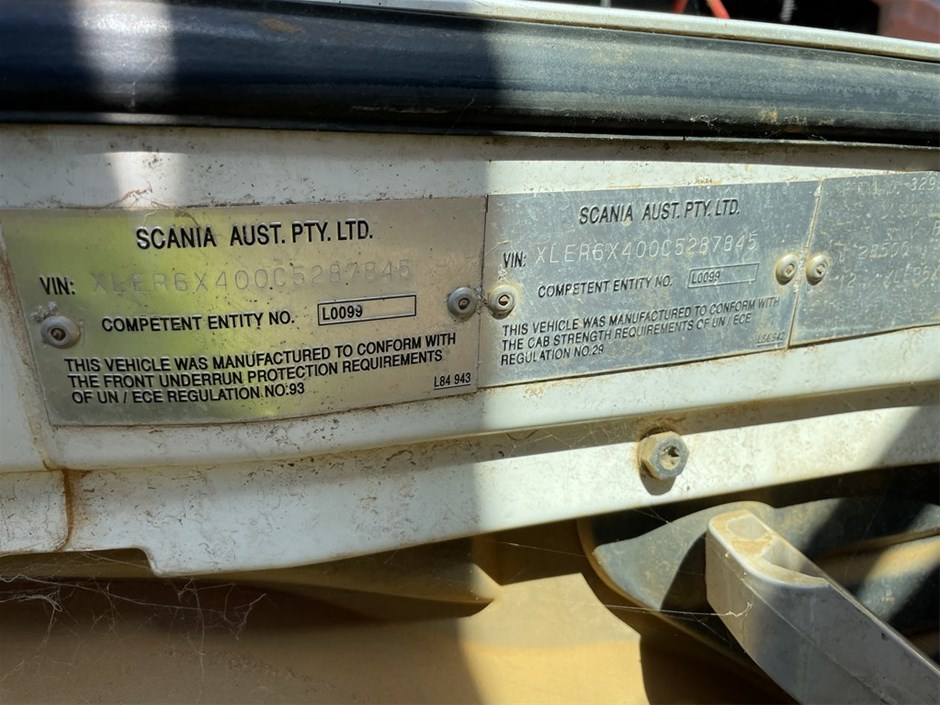 SCANIA AUST. PTY. LTD.
VIN: XLER6X400C5287845
COMPETENT ENTITY NO. L0099
THIS VEHICLE WAS MANUFACTURED TO CONFORM WITH
THE FRONT UNDERRUN PROTECTION REQUIREMENTS
OF UN / ECE REGULATION NO:93
L84 943
SCANIA AUST. PTY. LTD.
VIN: XLER6X400C5287845
COMPETENT ENTITY NO. L0099
THIS VEHICLE WAS MANUFACTURED TO CONFORM WITH
THE CAB STRENGTH REQUIREMENTS OF UN / ECE
REGULATION NO.29